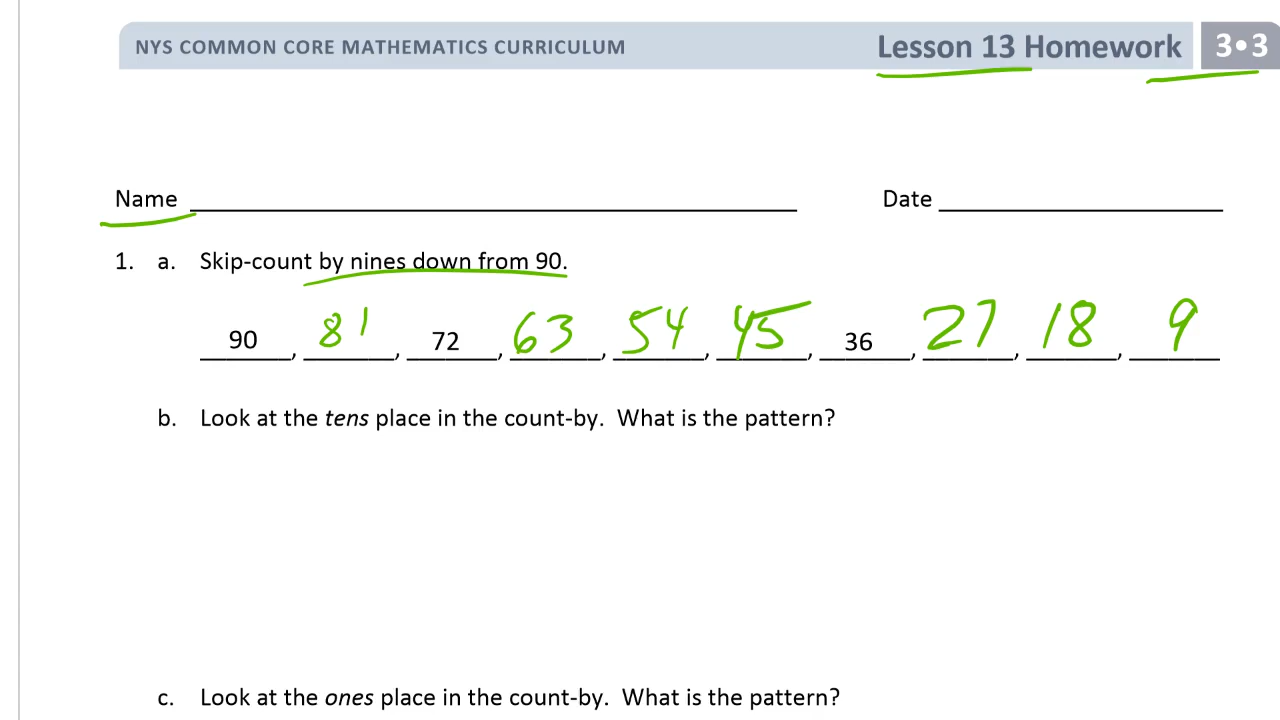 NYS COMMON CORE MATHEMATICS CURRICULUM Lesson 13 Homework 3•3
Name ____________ Date ____________
1. a. Skip-count by nines down from 90.
90, 81, 72, 63, 54, 45, 36, 27, 18, 9
b. Look at the tens place in the count-by. What is the pattern?
c. Look at the ones place in the count-by. What is the pattern?